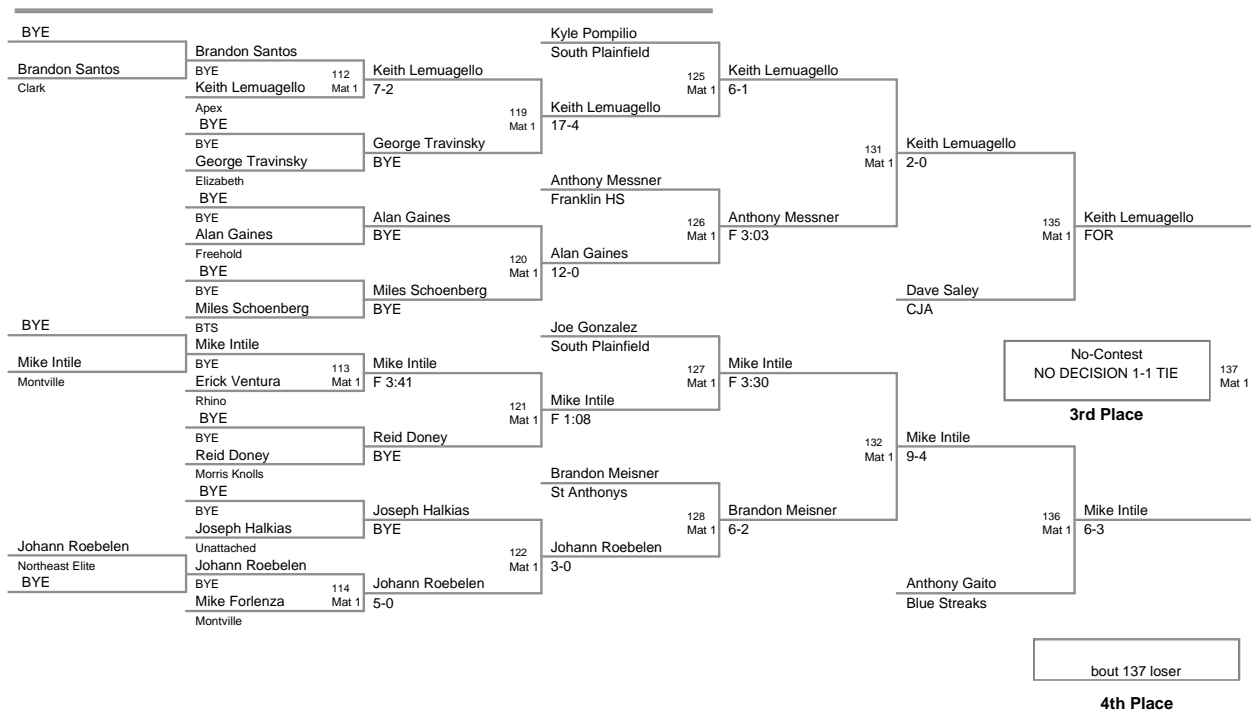 BYE
Brandon Santos
Clark
BYE
Mike Intile
Montville
Johann Roebelen
Northeast Elite
BYE
Brandon Santos
BYE
Keith Lemuagello
Apex
112
Mat 1
BYE
BYE
George Travinsky
Elizabeth
BYE
BYE
Alan Gaines
Freehold
BYE
BYE
Miles Schoenberg
BTS
Mike Intile
BYE
Erick Ventura
Rhino
113
Mat 1
BYE
BYE
Reid Doney
Morris Knolls
BYE
BYE
Joseph Halkias
Unattached
Johann Roebelen
BYE
Mike Forlenza
Montville
114
Mat 1
Keith Lemuagello
7-2
119
Mat 1
George Travinsky
BYE
Alan Gaines
BYE
120
Mat 1
Miles Schoenberg
BYE
Mike Intile
F 3:41
121
Mat 1
Reid Doney
BYE
Joseph Halkias
BYE
122
Mat 1
Johann Roebelen
5-0
Kyle Pompilio
South Plainfield
125
Mat 1
Keith Lemuagello
17-4
Anthony Messner
Franklin HS
126
Mat 1
Alan Gaines
12-0
Joe Gonzalez
South Plainfield
127
Mat 1
Mike Intile
F 1:08
Brandon Meisner
St Anthonys
128
Mat 1
Johann Roebelen
3-0
Keith Lemuagello
6-1
131
Mat 1
Anthony Messner
F 3:03
Mike Intile
F 3:30
132
Mat 1
Brandon Meisner
6-2
Keith Lemuagello
2-0
135
Mat 1
Dave Saley
CJA
Mike Intile
9-4
136
Mat 1
Anthony Gaito
Blue Streaks
Keith Lemuagello
FOR
No-Contest
NO DECISION 1-1 TIE
137
Mat 1
3rd Place
Mike Intile
6-3
bout 137 loser
4th Place